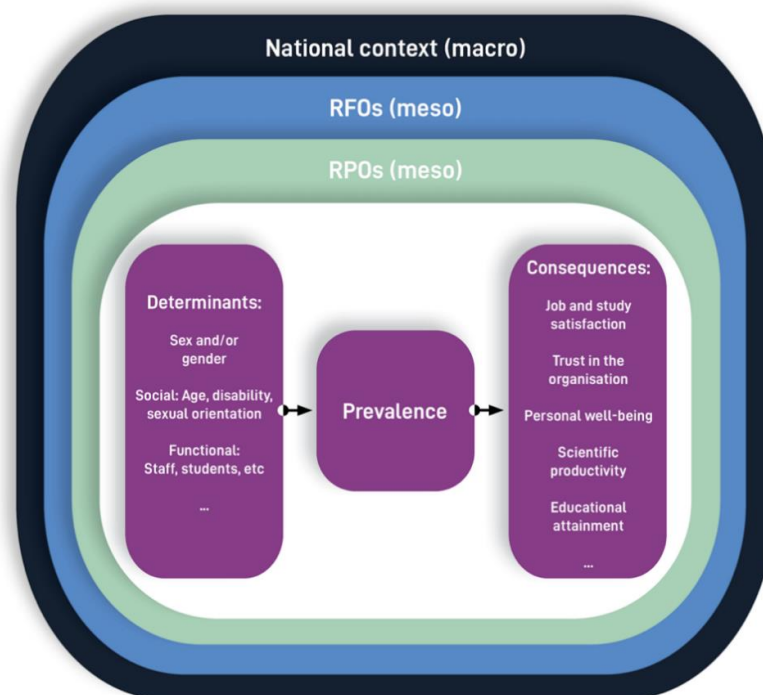 National context (macro)
RFOs (meso)
RPOs (meso)
Determinants:
Sex and/or
gender
Social: Age, disability,
sexual orientation
Functional:
Staff, students, etc
...
Prevalence
Consequences:
Job and study
satisfaction
Trust in the
organisation
Personal well-being
Scientific
productivity
Educational
attainment
...